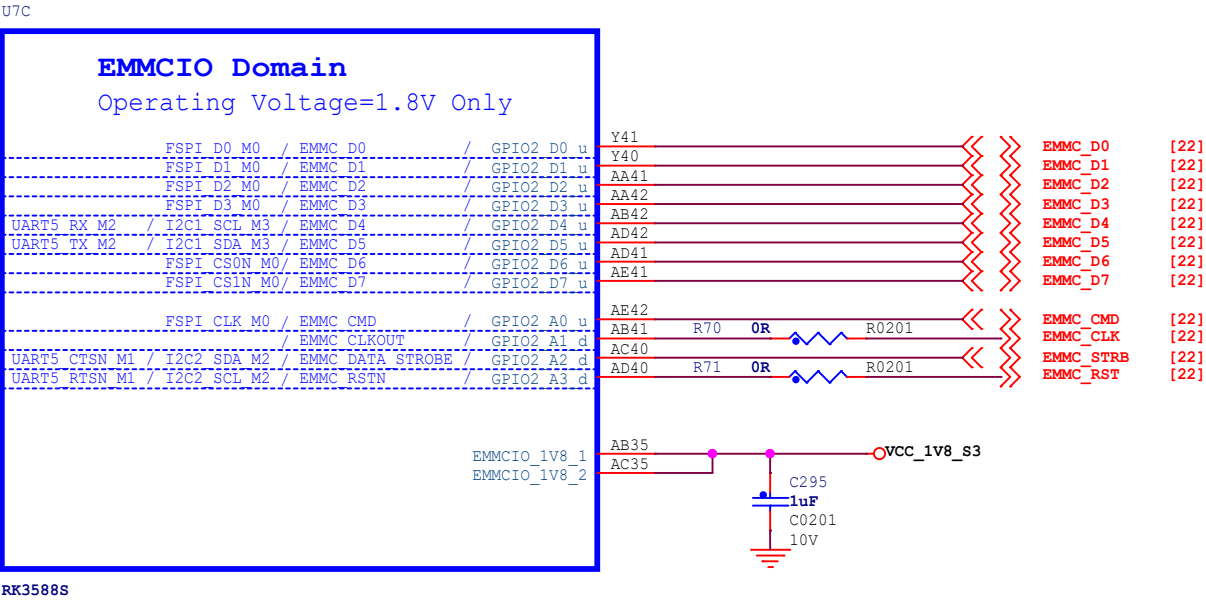 U7C
EMMCIO Domain
Operating Voltage=1.8V Only
FSPI_D0_M0 / EMMC_D0 / GPIO2_D0_u Y41 EMMC_D0 [22]
FSPI_D1_M0 / EMMC_D1 / GPIO2_D1_u Y40 EMMC_D1 [22]
FSPI_D2_M0 / EMMC_D2 / GPIO2_D2_u AA41 EMMC_D2 [22]
FSPI_D3_M0 / EMMC_D3 / GPIO2_D3_u AA42 EMMC_D3 [22]
UART5_RX_M2 / I2C1_SCL_M3 / EMMC_D4 / GPIO2_D4_u AB42 EMMC_D4 [22]
UART5_TX_M2 / I2C1_SDA_M3 / EMMC_D5 / GPIO2_D5_u AD42 EMMC_D5 [22]
FSPI_CS0N_M0/ EMMC_D6 / GPIO2_D6_u AD41 EMMC_D6 [22]
FSPI_CS1N_M0/ EMMC_D7 / GPIO2_D7_u AE41 EMMC_D7 [22]
FSPI_CLK_M0 / EMMC_CMD / GPIO2_A0_u AE42 EMMC_CMD [22]
/ EMMC_CLKOUT / GPIO2_A1_d AB41 R70 0R R0201 EMMC_CLK [22]
UART5_CTSN_M1 / I2C2_SDA_M2 / EMMC_DATA_STROBE / GPIO2_A2_d AC40 EMMC_STRB [22]
UART5_RTSN_M1 / I2C2_SCL_M2 / EMMC_RSTN / GPIO2_A3_d AD40 R71 0R R0201 EMMC_RST [22]
EMMCIO_1V8_1 AB35 VCC_1V8_S3
EMMCIO_1V8_2 AC35
C295
1uF
C0201
10V
RK3588S